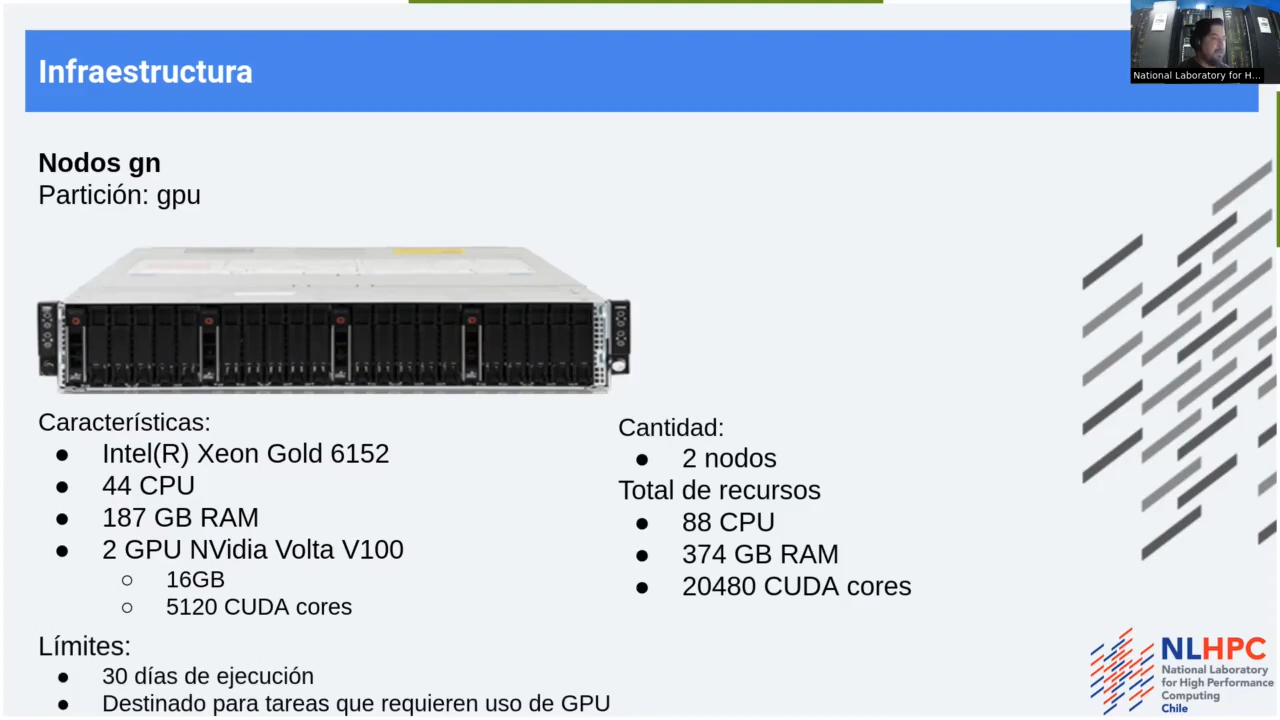 Infraestructura
National Laboratory for H...
Nodos gn
Partición: gpu
Características:
● Intel(R) Xeon Gold 6152
● 44 CPU
● 187 GB RAM
● 2 GPU NVidia Volta V100
○ 16GB
○ 5120 CUDA cores
Límites:
● 30 días de ejecución
● Destinado para tareas que requieren uso de GPU
Cantidad:
● 2 nodos
Total de recursos
● 88 CPU
● 374 GB RAM
● 20480 CUDA cores
NLHPC
National Laboratory
for High Performance
Computing
Chile